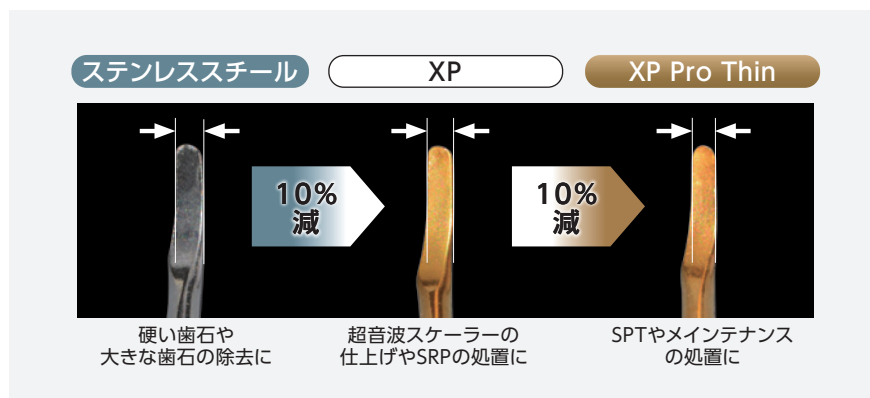 ステンレススチール
XP
XP Pro Thin
10%
減
10%
減
硬い歯石や
大きな歯石の除去に
超音波スケーラーの
仕上げやSRPの処置に
SPTやメインテナンス
の処置に